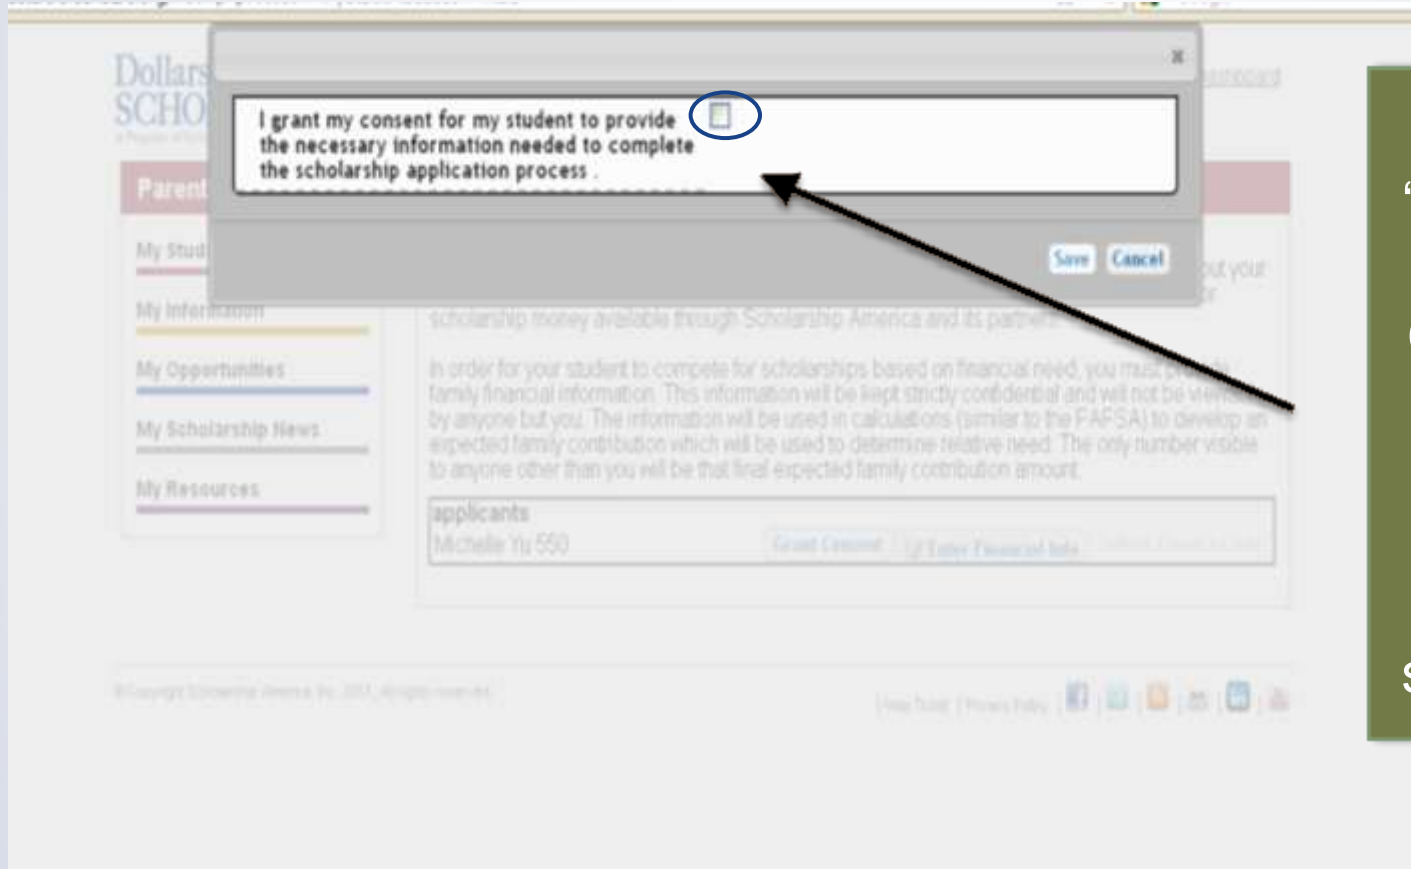 Dollars
SCHO
x
I grant my consent for my student to provide
the necessary information needed to complete
the scholarship application process .
Parent
Save Cancel
My Stud
put your
My Information
scholarship money available through Scholarship America and its partners.
My Opportunities
In order for your student to compete for scholarships based on financial need, you must provide
family financial information. This information will be kept strictly confidential and will not be viewed
by anyone but you. The information will be used in calculations (similar to the FAFSA) to develop an
My Scholarship News
expected family contribution which will be used to determine relative need. The only number visible
to anyone other than you will be that final expected family contribution amount.
My Resources
applicants
Michelle Yu 550 Grant Consent Enter Financial Info
Privacy Policy